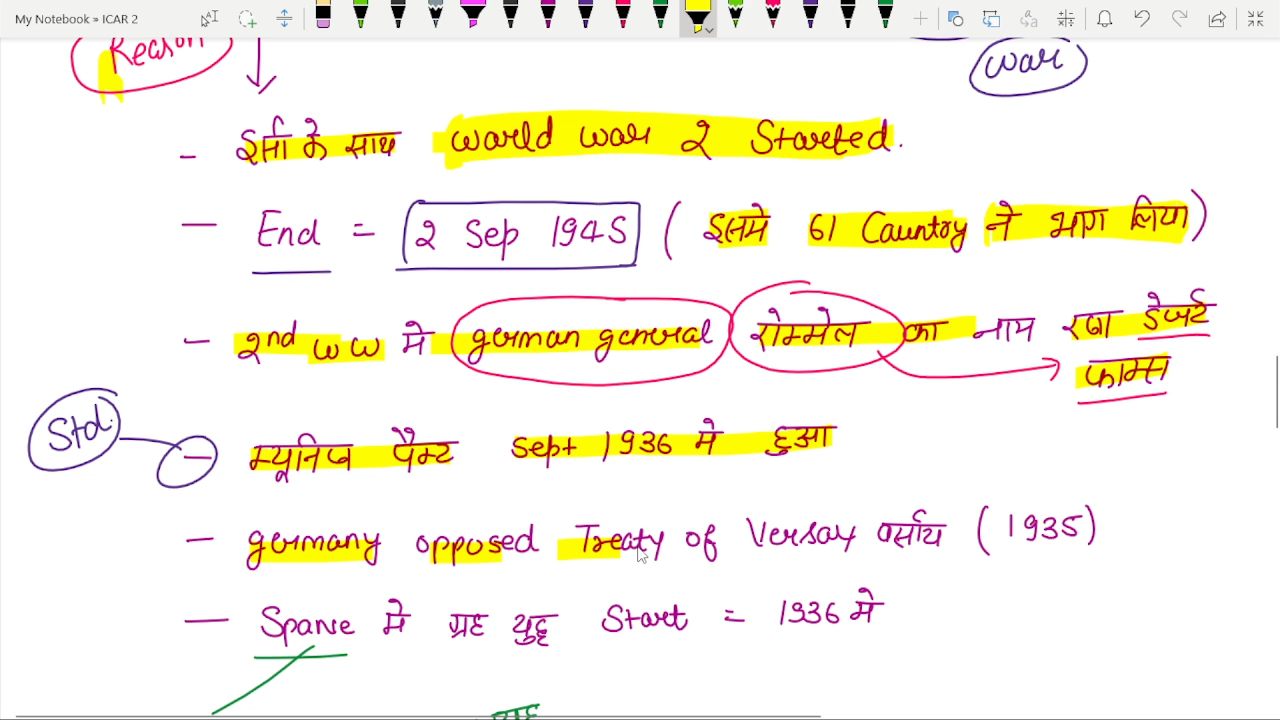 My Notebook » ICAR 2
Reason
war
- इसी के साथ world war 2 Started.
- End = 2 Sep 1945 ( इसमे 61 Cauntry ने भाग लिया)
- 2nd ww मे german general रोम्मेल का नाम रखा डेजर्ट
फाक्स
Std.
- म्यूनिख पैक्ट Sept 1936 मे हुआ
- germany opposed Treaty of Versay वर्साय (1935)
- Spane मे ग्रह युद्ध Start = 1936 मे